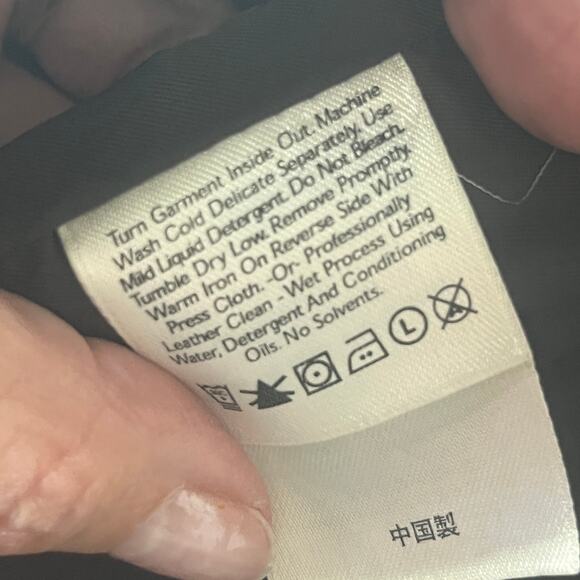 Turn Garment Inside Out. Machine
Wash Cold Delicate Separately. Use
Mild Liquid Detergent. Do Not Bleach.
Tumble Dry Low. Remove Promptly.
Warm Iron On Reverse Side With
Press Cloth. -Or- Professionally
Leather Clean - Wet Process Using
Water, Detergent And Conditioning
Oils. No Solvents.
L A
中国製